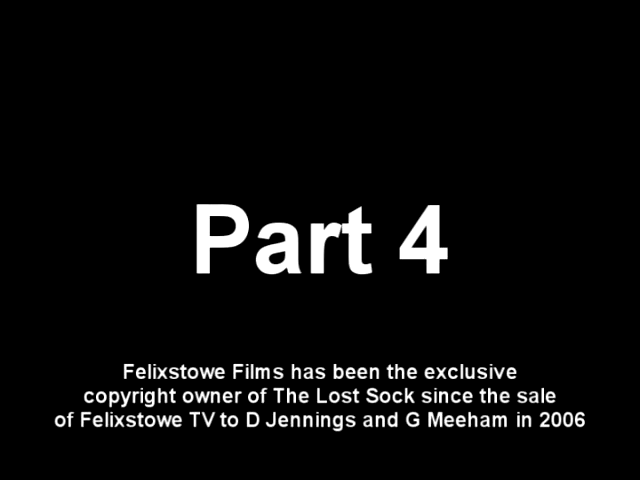 Part 4
Felixstowe Films has been the exclusive
copyright owner of The Lost Sock since the sale
of Felixstowe TV to D Jennings and G Meeham in 2006